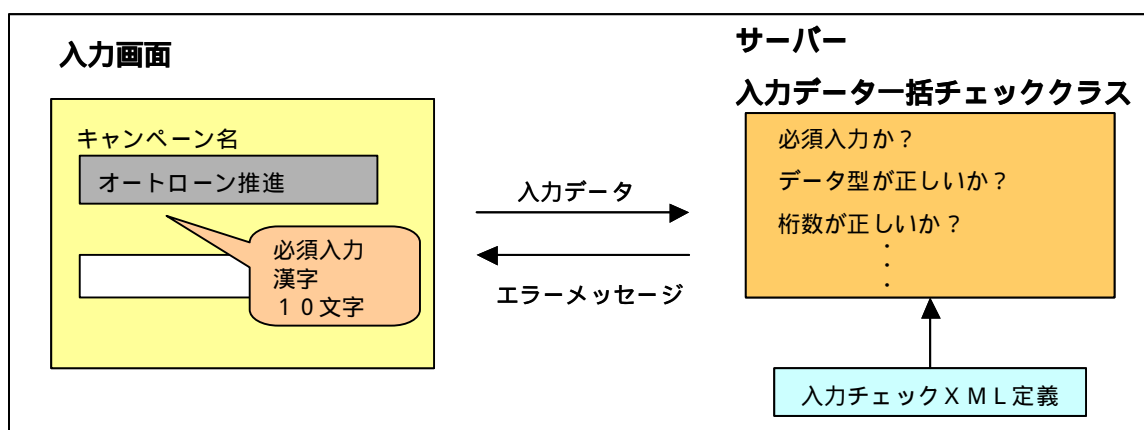 入力画面
キャンペーン名
オートローン推進
必須入力
漢字
１０文字
入力データ
エラーメッセージ
サーバー
入力データ一括チェッククラス
必須入力か？
データ型が正しいか？
桁数が正しいか？
・
・
・
入力チェックＸＭＬ定義